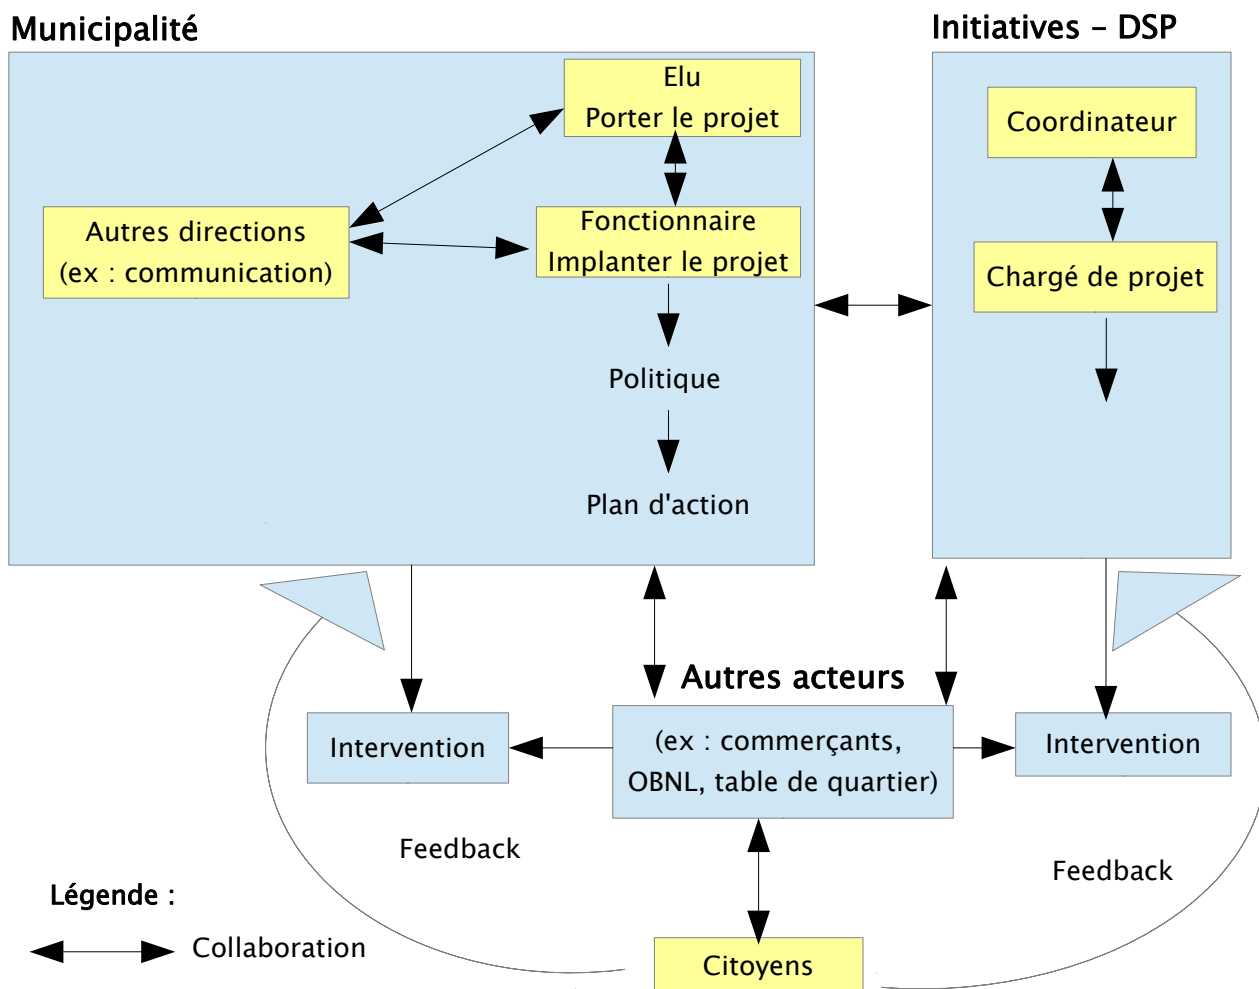 Municipalité
Initiatives – DSP
Elu
Porter le projet
Coordinateur
Autres directions
(ex : communication)
Fonctionnaire
Implanter le projet
Chargé de projet
Politique
Plan d'action
Autres acteurs
Intervention
(ex : commerçants,
OBNL, table de quartier)
Intervention
Feedback
Feedback
Légende :
Collaboration
Citoyens